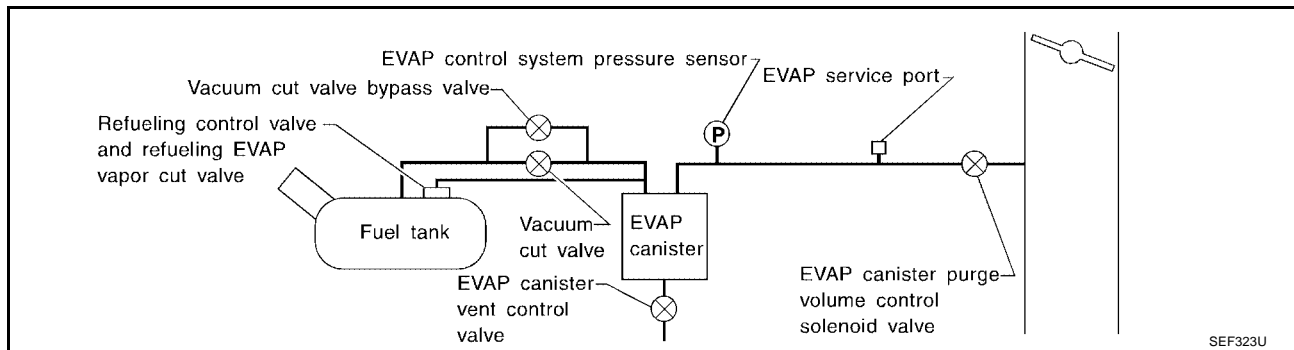 EVAP control system pressure sensor
EVAP service port
Vacuum cut valve bypass valve
Refueling control valve
and refueling EVAP
vapor cut valve
P
Fuel tank
Vacuum
cut valve
EVAP
canister
EVAP canister
vent control
valve
EVAP canister purge
volume control
solenoid valve
SEF323U